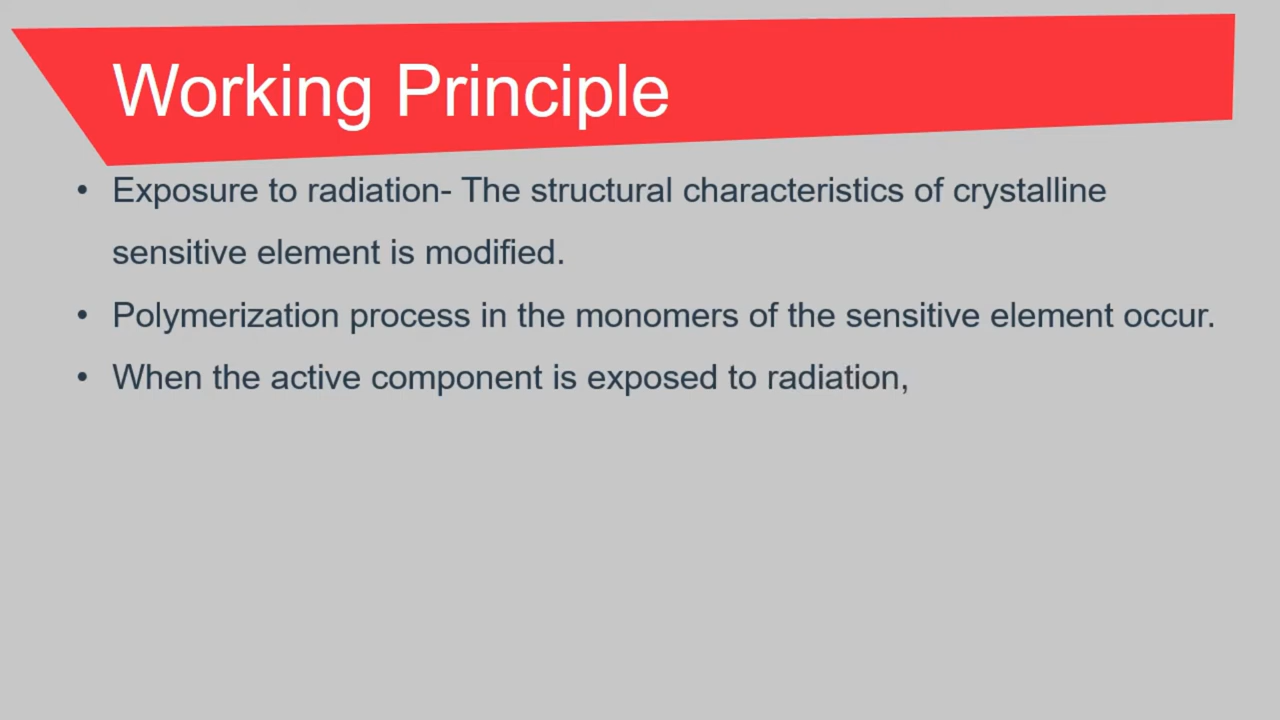 Working Principle
• Exposure to radiation- The structural characteristics of crystalline
sensitive element is modified.
• Polymerization process in the monomers of the sensitive element occur.
• When the active component is exposed to radiation,